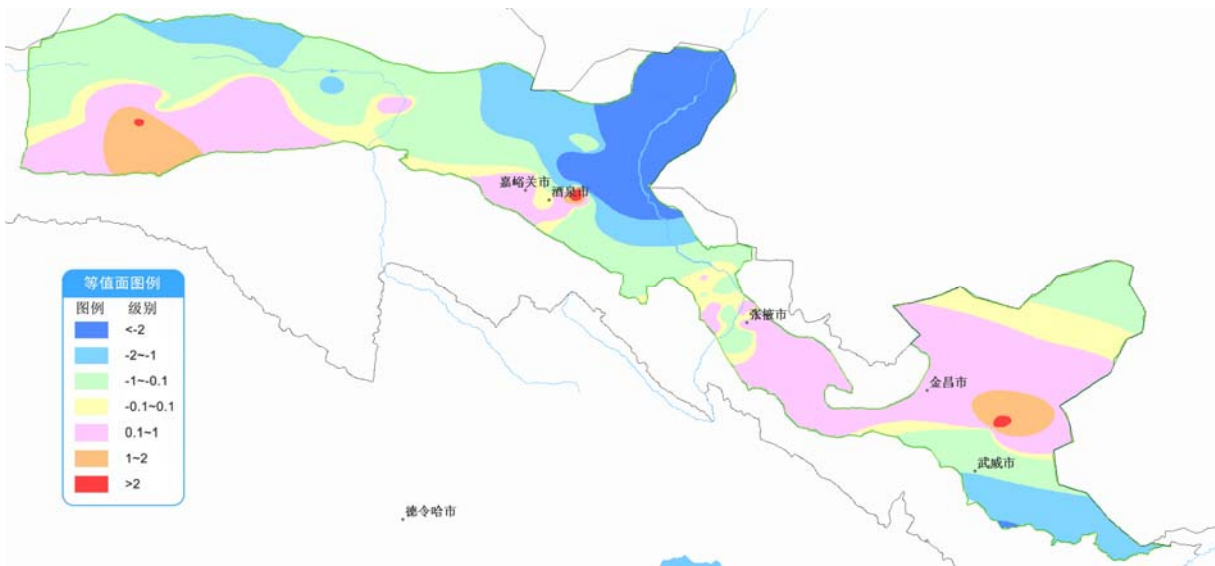 嘉峪关市
酒泉市
等值面图例
图例 级别
<-2
-2~-1
-1~-0.1
-0.1~0.1
0.1~1
1~2
>2
张掖市
金昌市
武威市
德令哈市